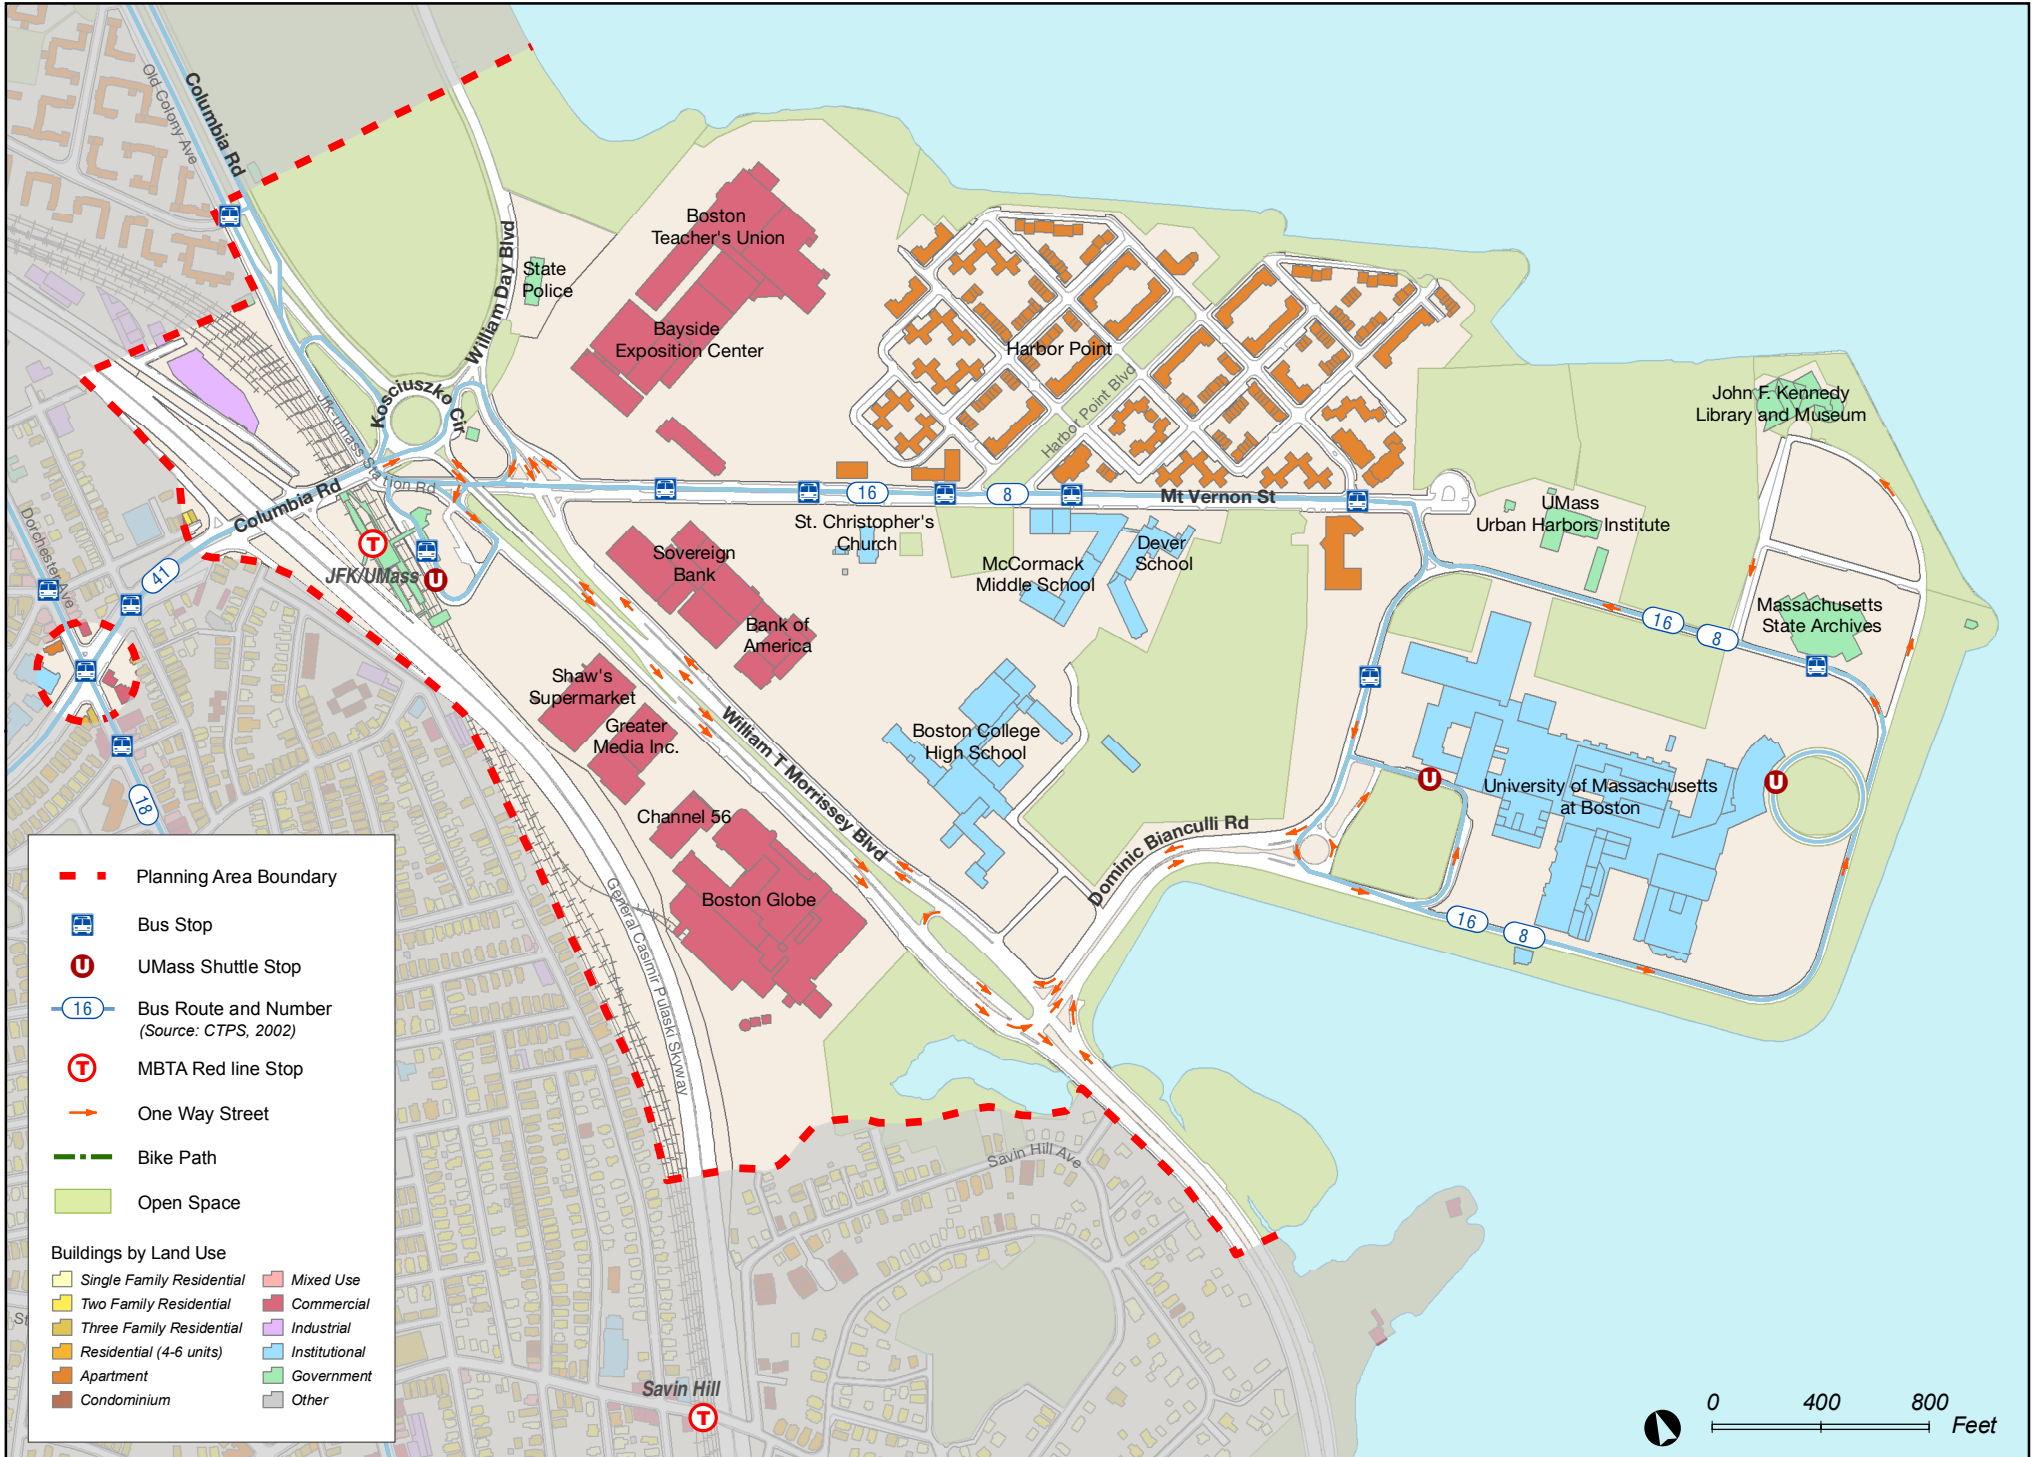 Columbia Rd
Old Colony Ave
William Day Blvd
Boston
Teacher's Union
State
Police
Bayside
Exposition Center
Harbor Point
Harbor Point Blvd
John F. Kennedy
Library and Museum
Kosciuszko Cir
Jfk-umass Station Rd
Columbia Rd
16
8
Mt Vernon St
UMass
Urban Harbors Institute
St. Christopher's
Church
Dorchester Ave
T
JFK/UMass
U
41
Sovereign
Bank
McCormack
Middle School
Dever
School
Bank of
America
Massachusetts
State Archives
16
8
Shaw's
Supermarket
Greater
Media Inc.
William T Morrissey Blvd
Boston College
High School
U
University of Massachusetts
at Boston
U
18
Channel 56
Boston Globe
Dominic Bianculli Rd
General Casimir Pulaski Skyway
16
8
Planning Area Boundary
Bus Stop
U
UMass Shuttle Stop
16
Bus Route and Number
(Source: CTPS, 2002)
T
MBTA Red line Stop
One Way Street
Bike Path
Open Space
Buildings by Land Use
Single Family Residential
Two Family Residential
Three Family Residential
Residential (4-6 units)
Apartment
Condominium
Mixed Use
Commercial
Industrial
Institutional
Government
Other
St
Savin Hill Ave
Savin Hill
T
0
400
800
Feet